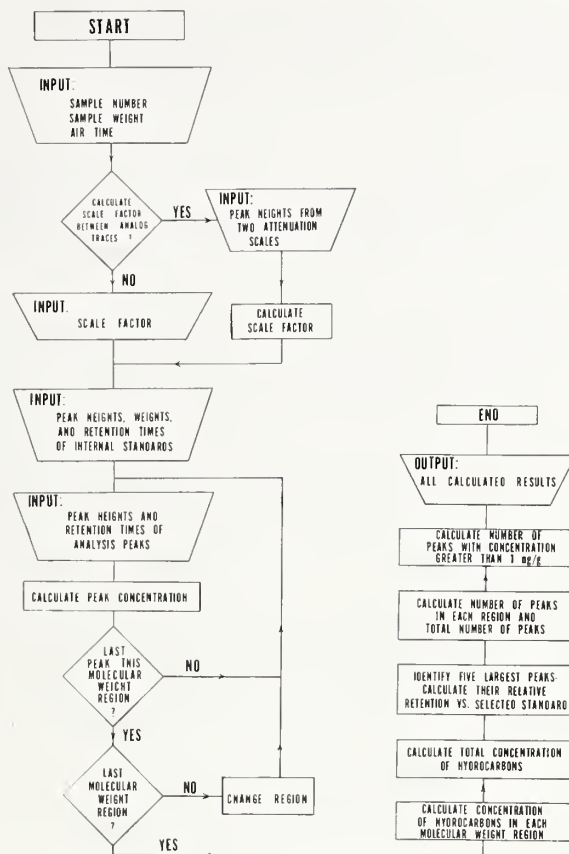 START
INPUT:
SAMPLE NUMBER
SAMPLE WEIGHT
AIR TIME
CALCULATE
SCALE FACTOR
BETWEEN ANALOG
TRACES ?
YES
INPUT:
PEAK HEIGHTS FROM
TWO ATTENUATION
SCALES
NO
INPUT.
SCALE FACTOR
CALCULATE
SCALE FACTOR
INPUT:
PEAK HEIGHTS, WEIGHTS,
AND RETENTION TIMES
OF INTERNAL STANDARDS
INPUT:
PEAK HEIGHTS AND
RETENTION TIMES OF
ANALYSIS PEAKS
CALCULATE PEAK CONCENTRATION
LAST
PEAK THIS
MOLECULAR
WEIGHT
REGION
?
NO
YES
LAST
MOLECULAR
WEIGHT
REGION
?
NO
CHANGE REGION
YES
END
OUTPUT:
ALL CALCULATED RESULTS
CALCULATE NUMBER OF
PEAKS WITH CONCENTRATION
GREATER THAN 1 ng/g
CALCULATE NUMBER OF PEAKS
IN EACH REGION AND
TOTAL NUMBER OF PEAKS
IDENTIFY FIVE LARGEST PEAKS-
CALCULATE THEIR RELATIVE
RETENTION VS. SELECTED STANDARD
CALCULATE TOTAL CONCENTRATION
OF HYDROCARBONS
CALCULATE CONCENTRATION
OF HYDROCARBONS IN EACH
MOLECULAR WEIGHT REGION